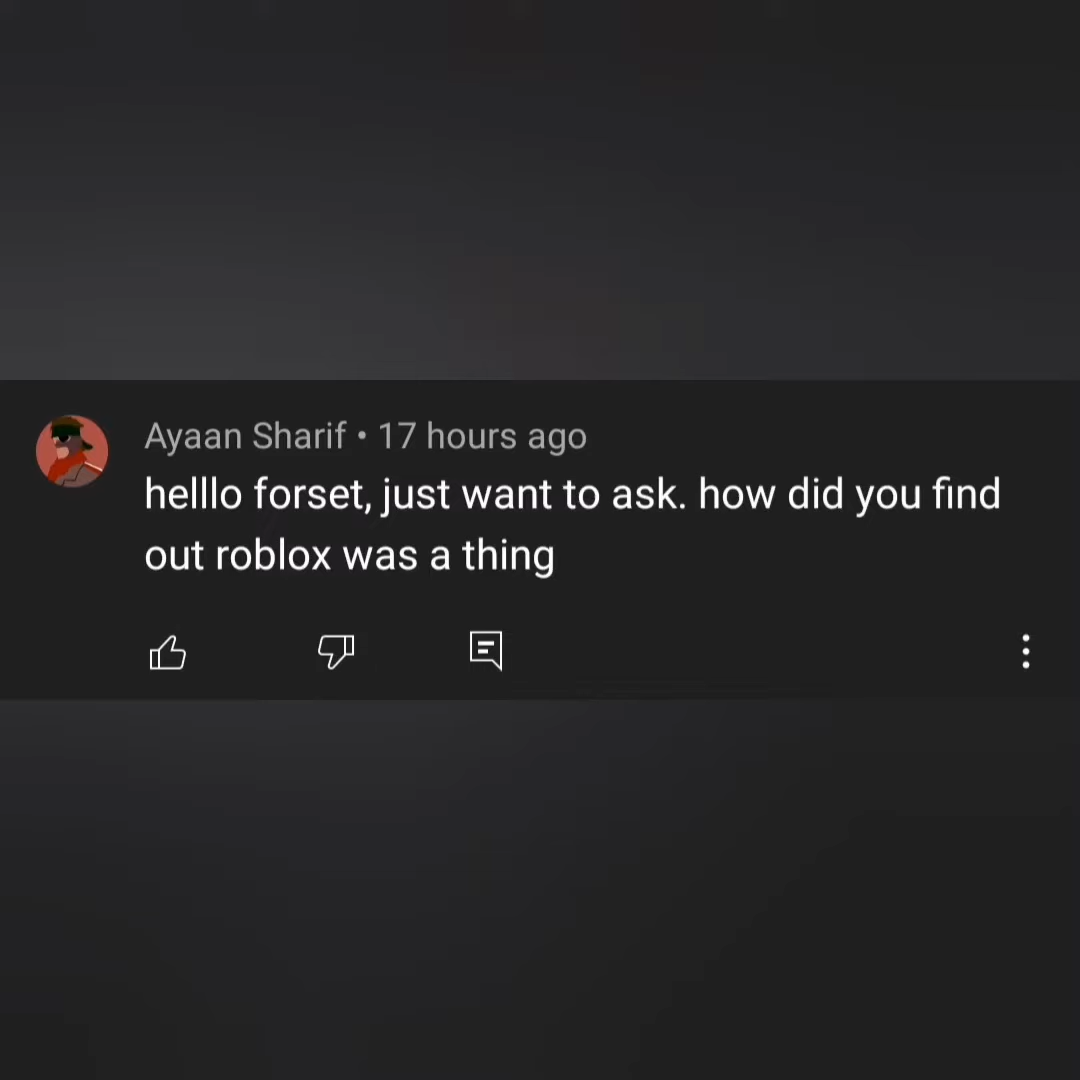 Ayaan Sharif • 17 hours ago
helllo forset, just want to ask. how did you find
out roblox was a thing